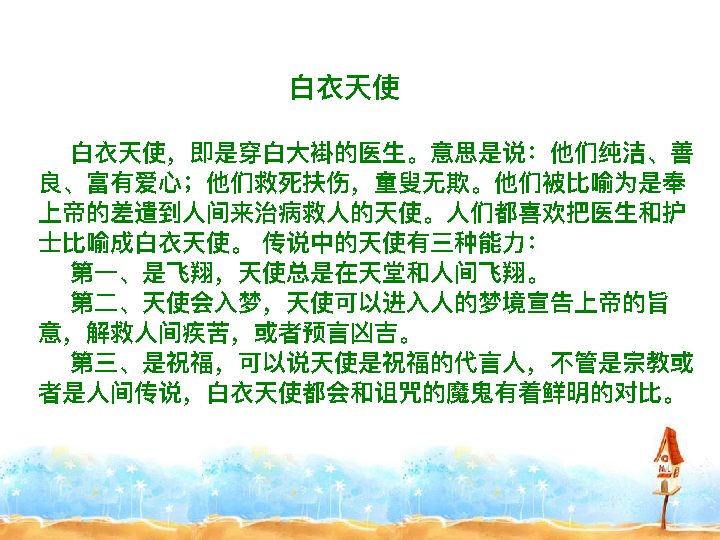 白衣天使
白衣天使，即是穿白大褂的医生。意思是说：他们纯洁、善
良、富有爱心；他们救死扶伤，童叟无欺。他们被比喻为是奉
上帝的差遣到人间来治病救人的天使。人们都喜欢把医生和护
士比喻成白衣天使。 传说中的天使有三种能力：
第一、是飞翔，天使总是在天堂和人间飞翔。
第二、天使会入梦，天使可以进入人的梦境宣告上帝的旨
意，解救人间疾苦，或者预言凶吉。
第三、是祝福，可以说天使是祝福的代言人，不管是宗教或
者是人间传说，白衣天使都会和诅咒的魔鬼有着鲜明的对比。